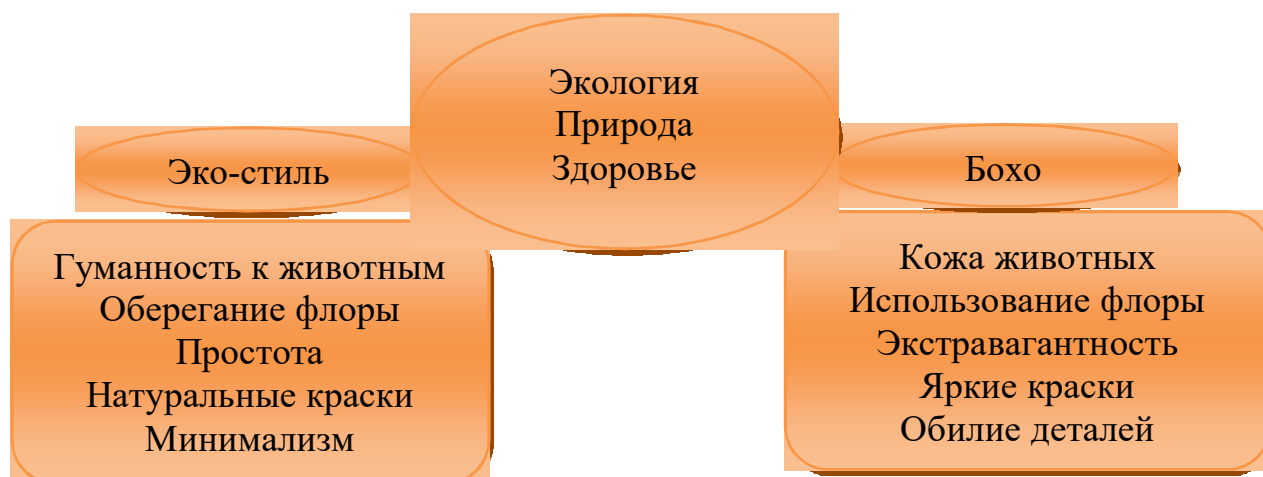 Экология
Природа
Здоровье
Эко-стиль
Бохо
Гуманность к животным
Оберегание флоры
Простота
Натуральные краски
Минимализм
Кожа животных
Использование флоры
Экстравагантность
Яркие краски
Обилие деталей